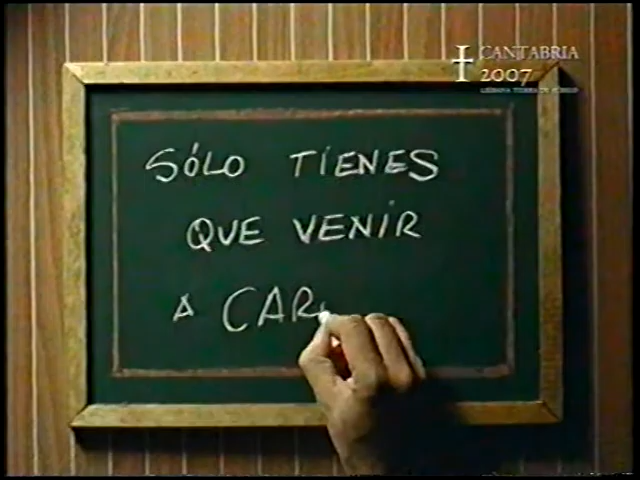 CANTABRIA
2007
SÓLO TIENES
QUE VENIR
A CAR